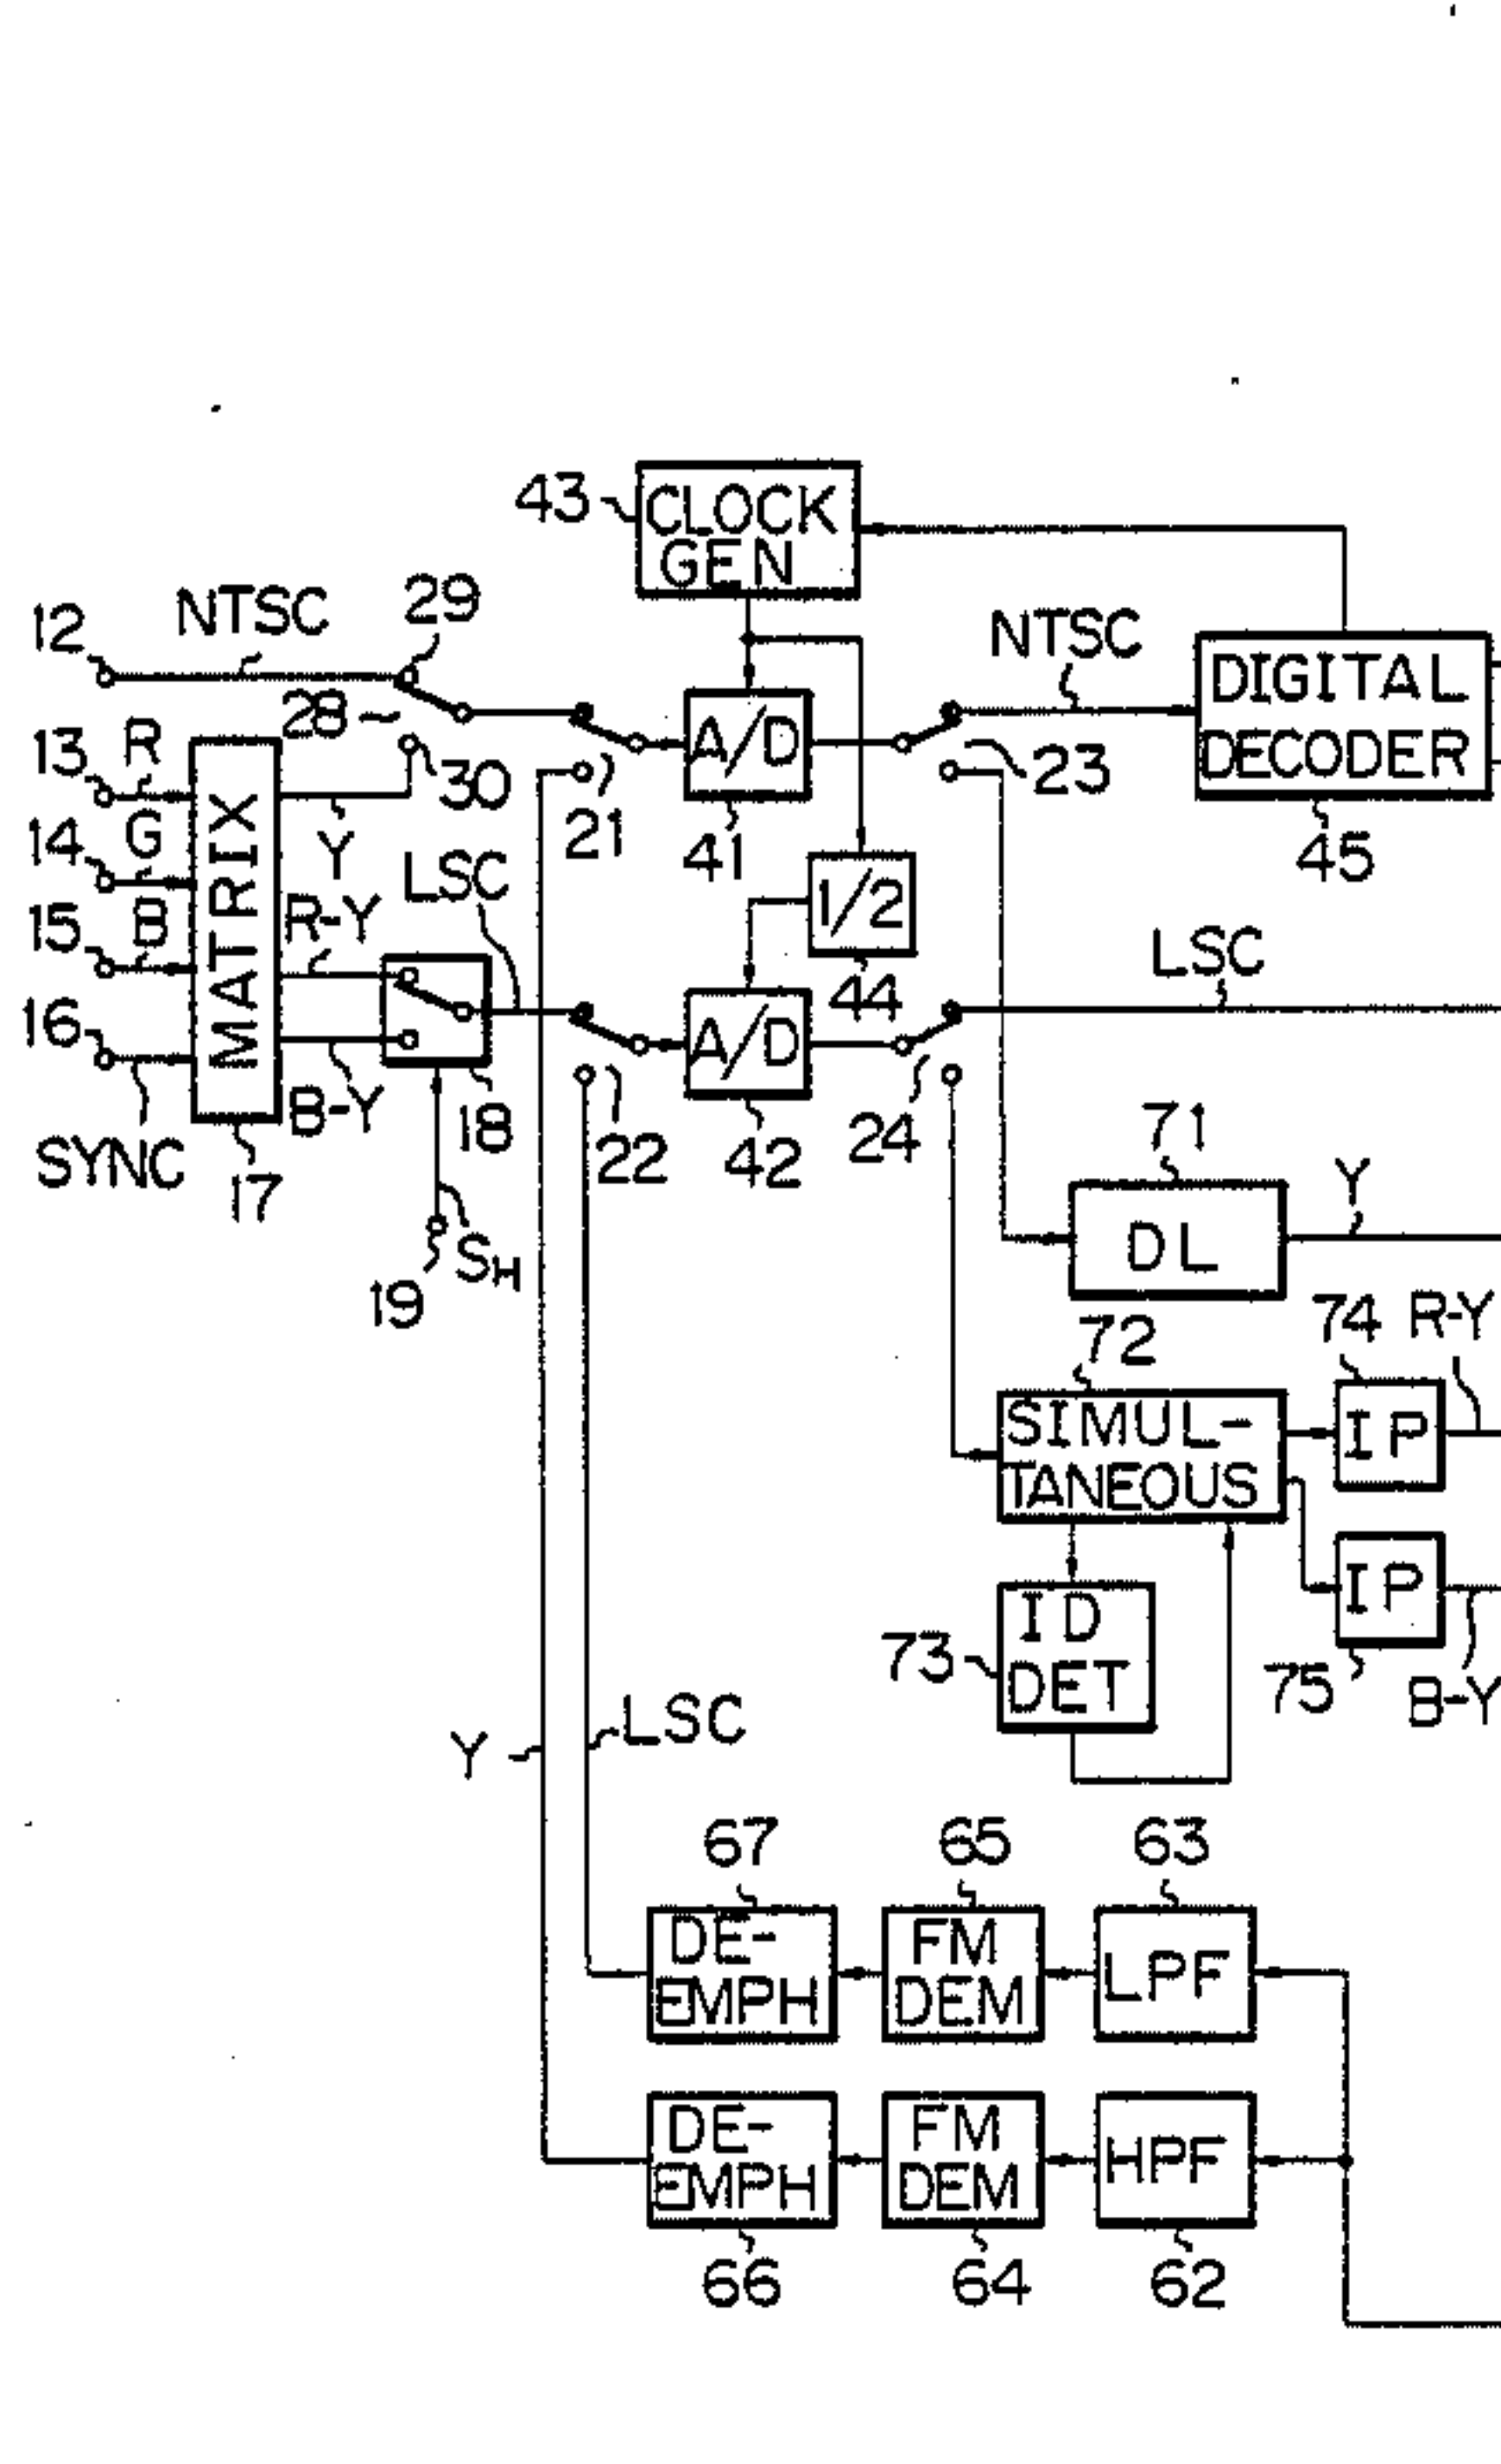 43
CLOCK
GEN
12
NTSC
29
28
30
NTSC
DIGITAL
DECODER
13
R
14
G
15
B
16
SYNC
MATRIX
17
Y
R-Y
B-Y
LSC
18
19
SH
21
A/D
41
23
45
1/2
44
22
A/D
42
24
LSC
71
DL
Y
72
SIMUL-
TANEOUS
74
R-Y
IP
IP
75
B-Y
73
ID
DET
Y
LSC
67
65
63
DE-
EMPH
FM
DEM
LPF
DE-
EMPH
FM
DEM
HPF
66
64
62